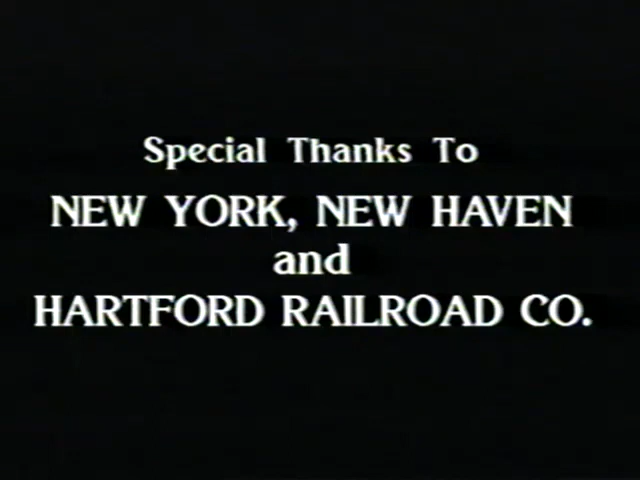 Special Thanks To
NEW YORK, NEW HAVEN
and
HARTFORD RAILROAD CO.